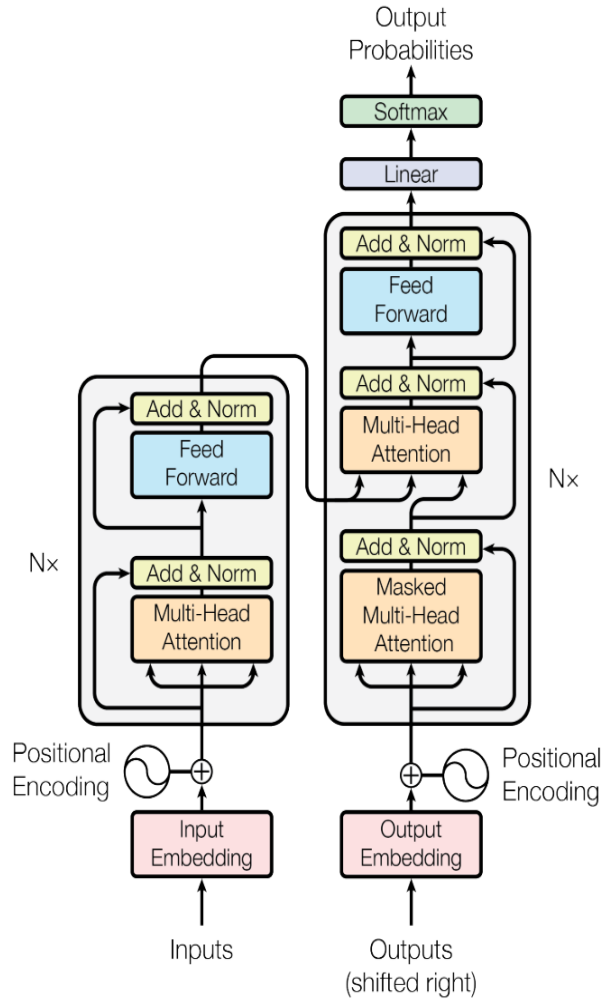 Output
Probabilities
Softmax
Linear
Add & Norm
Feed
Forward
Add & Norm
Multi-Head
Attention
Nx
Add & Norm
Masked
Multi-Head
Attention
Add & Norm
Feed
Forward
N×
Add & Norm
Multi-Head
Attention
Positional
Encoding
Positional
Encoding
Input
Embedding
Output
Embedding
Inputs
Outputs
(shifted right)